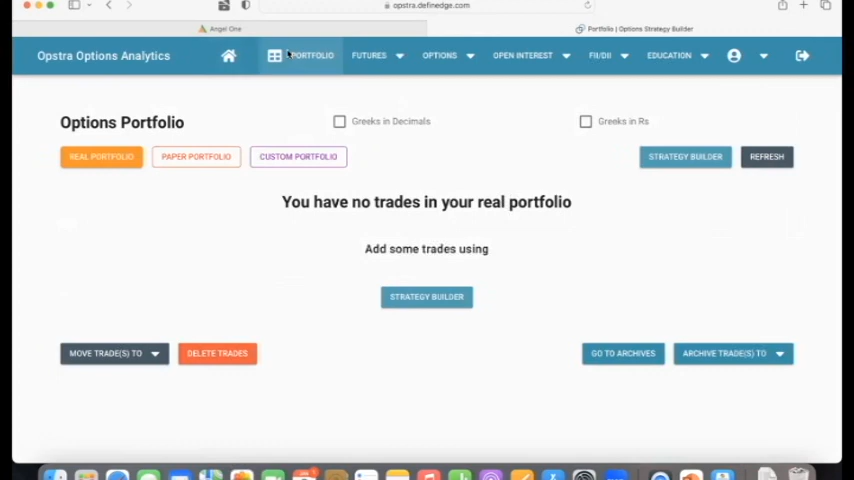 opstra.definedge.com
Angel One
Portfolio | Options Strategy Builder
Opstra Options Analytics
PORTFOLIO
FUTURES
OPTIONS
OPEN INTEREST
FII/DII
EDUCATION
Options Portfolio
Greeks in Decimals
Greeks in Rs
REAL PORTFOLIO
PAPER PORTFOLIO
CUSTOM PORTFOLIO
STRATEGY BUILDER
REFRESH
You have no trades in your real portfolio
Add some trades using
STRATEGY BUILDER
MOVE TRADE(S) TO
DELETE TRADES
GO TO ARCHIVES
ARCHIVE TRADE(S) TO